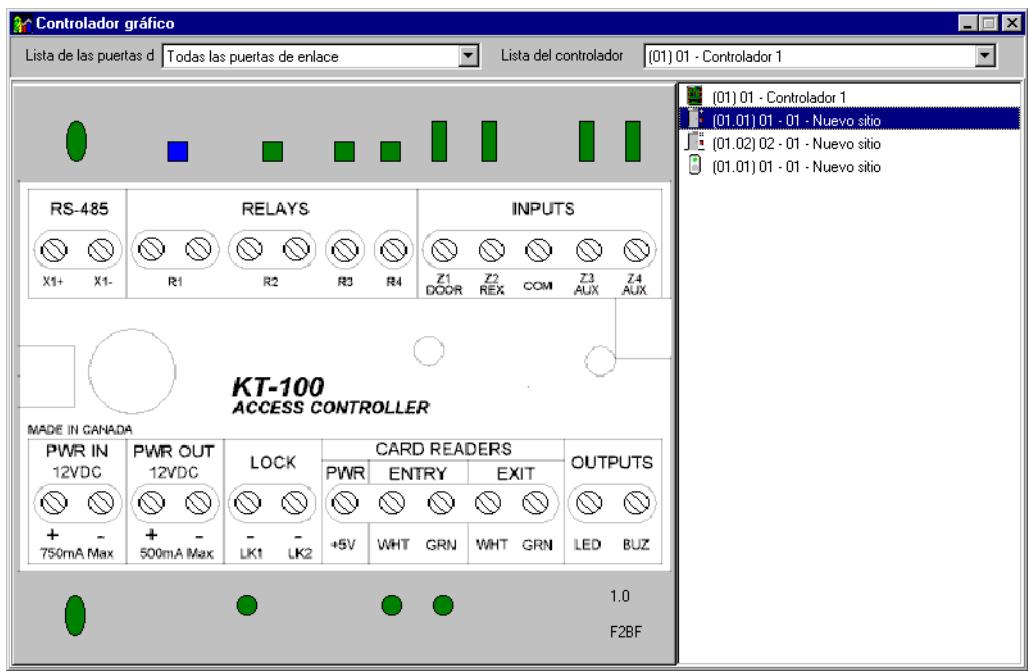 Controlador gráfico
Lista de las puertas d Todas las puertas de enlace Lista del controlador (01) 01 - Controlador 1
(01) 01 - Controlador 1
(01.01) 01 - 01 - Nuevo sitio
(01.02) 02 - 01 - Nuevo sitio
(01.01) 01 - 01 - Nuevo sitio
RS-485 RELAYS INPUTS
X1+ X1- R1 R2 R3 R4 Z1 DOOR Z2 REX COM Z3 AUX Z4 AUX
KT-100
ACCESS CONTROLLER
MADE IN CANADA
PWR IN PWR OUT LOCK CARD READERS OUTPUTS
12VDC 12VDC PWR ENTRY EXIT
+ - + - - -
750mA Max 500mA Max LK1 LK2 +5V WHT GRN WHT GRN LED BUZ
1.0
F2BF